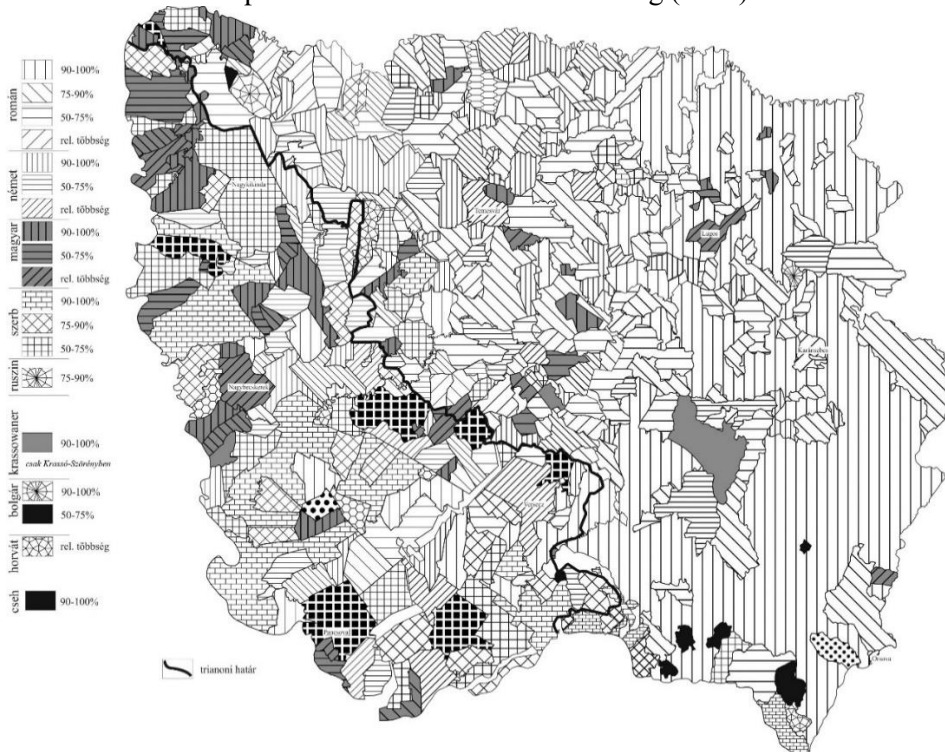 román
90-100%
75-90%
50-75%
rel. többség
német
90-100%
50-75%
rel. többség
magyar
90-100%
50-75%
rel. többség
szerb
90-100%
75-90%
50-75%
ruszin
75-90%
krassowaner
90-100%
csak Krassó-Szörényben
bolgár
90-100%
50-75%
horvát
rel. többség
cseh
90-100%
trianoni határ
Nagykikinda
Temesvár
Lugos
Karánsebes
Nagybecskerek
Versecz
Pancsova
Orsova